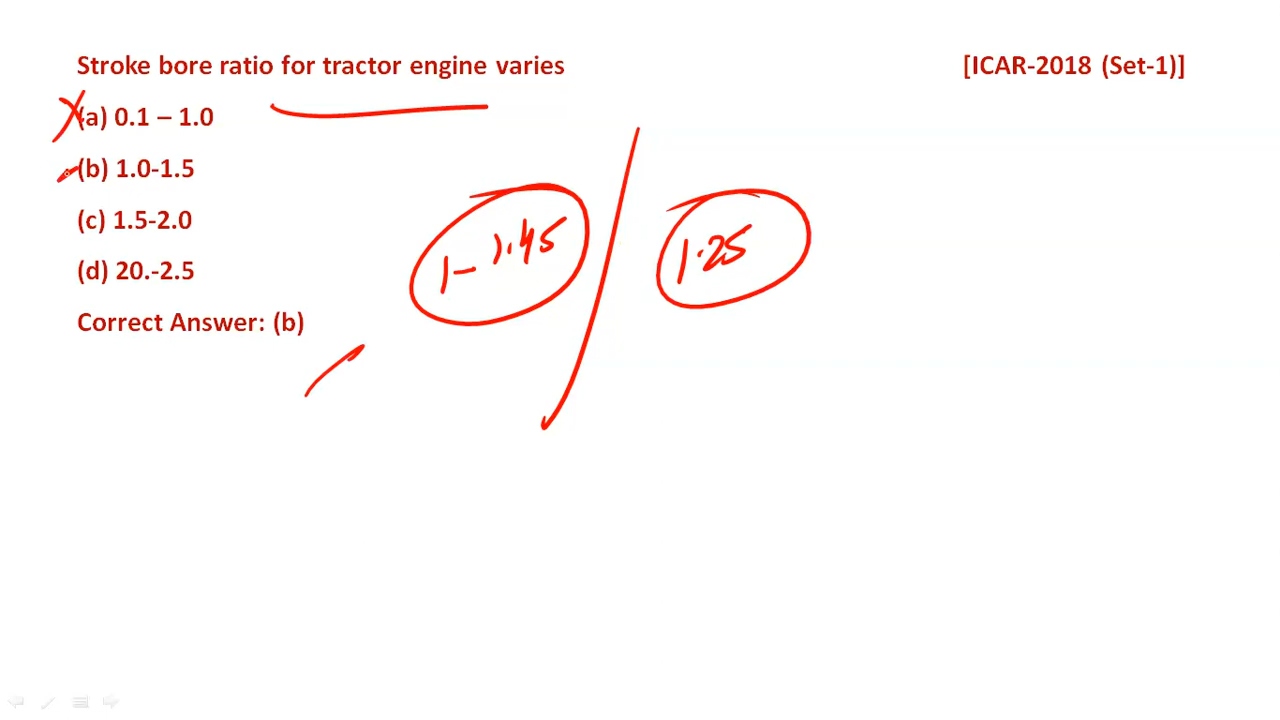 Stroke bore ratio for tractor engine varies [ICAR-2018 (Set-1)]
(a) 0.1 – 1.0
(b) 1.0-1.5
(c) 1.5-2.0
(d) 20.-2.5
Correct Answer: (b)
1-1.45
1.25